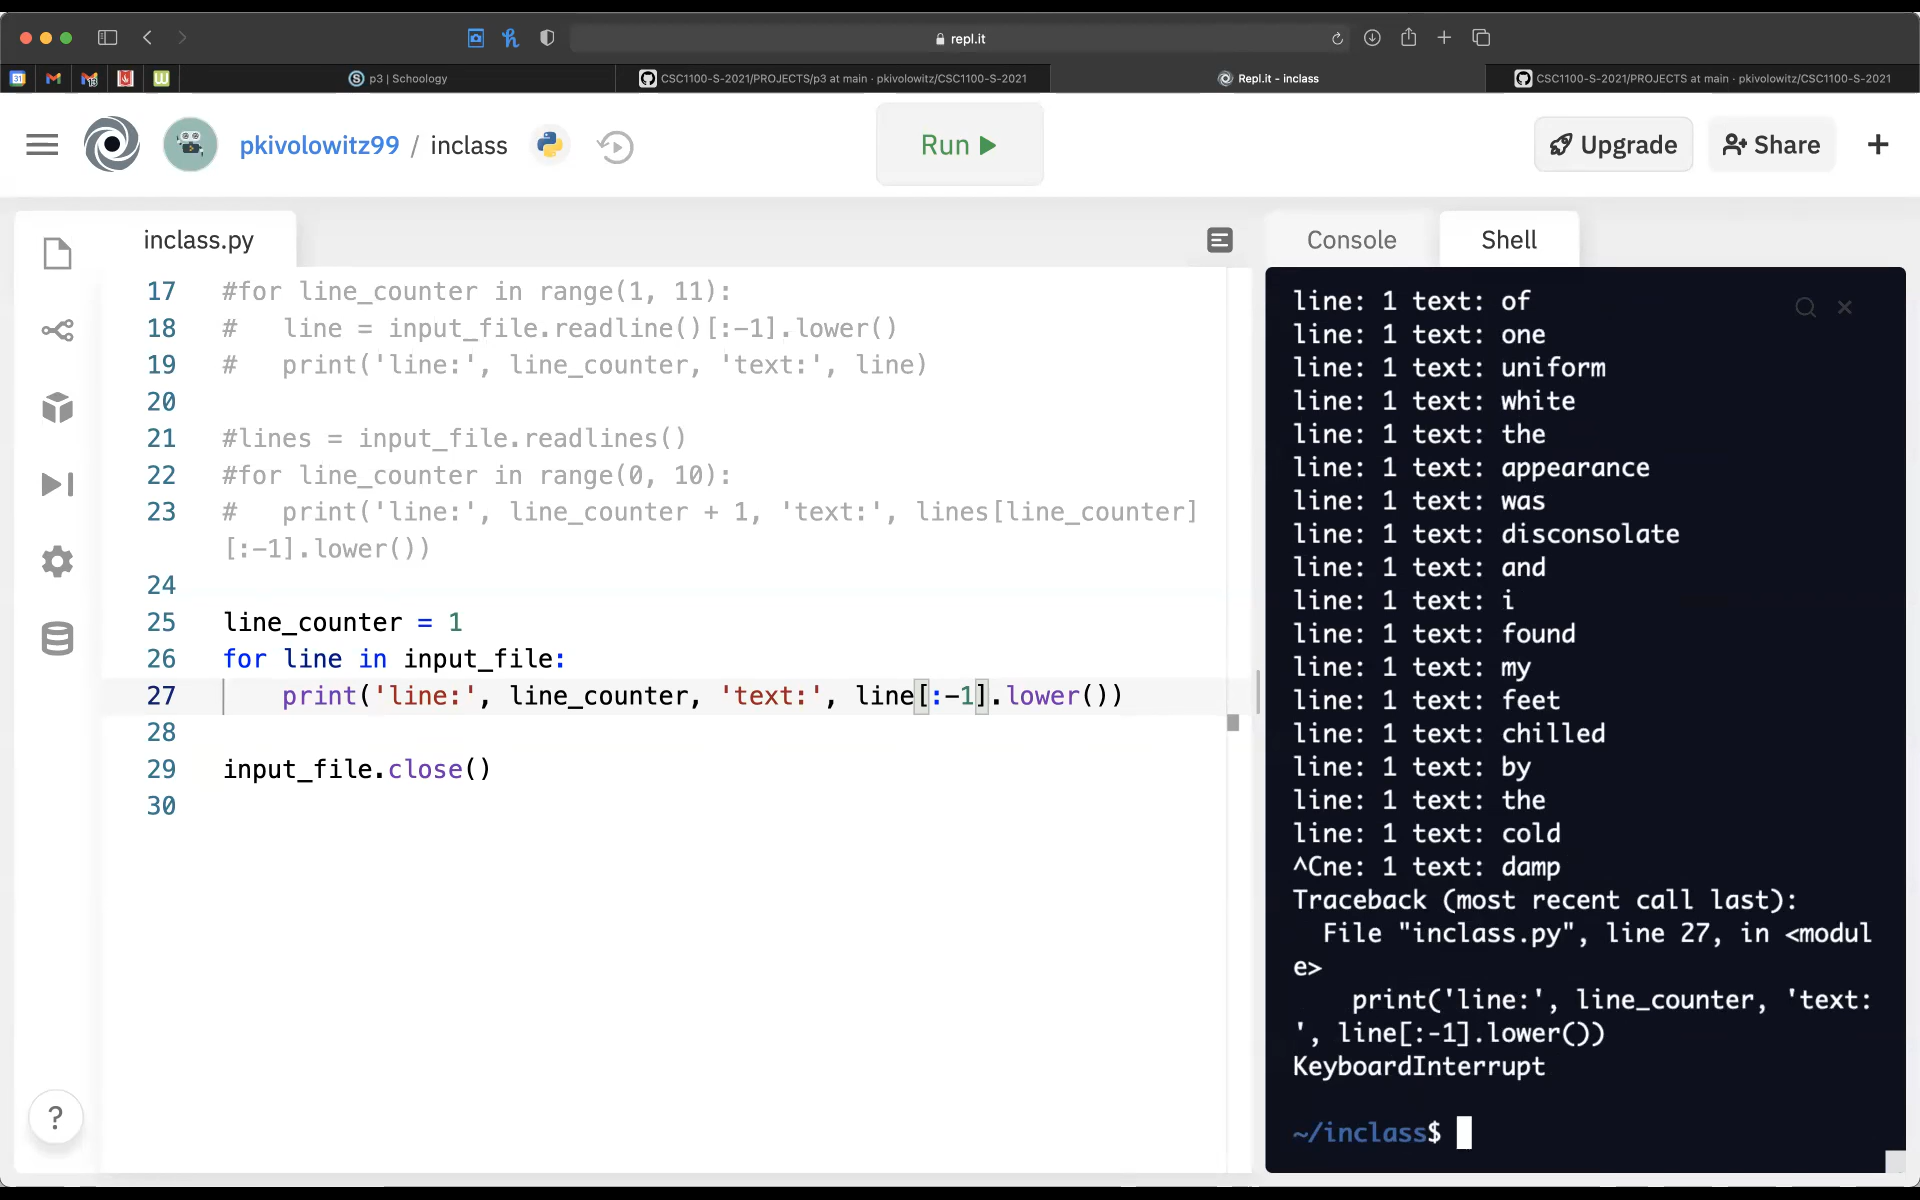 repl.it
p3 | Schoology
CSC1100-S-2021/PROJECTS/p3 at main · pkivolowitz/CSC1100-S-2021
Repl.it - inclass
CSC1100-S-2021/PROJECTS at main · pkivolowitz/CSC1100-S-2021
pkivolowitz99 / inclass
Run
Upgrade
Share
+
inclass.py
17 #for line_counter in range(1, 11):
18 #   line = input_file.readline()[:-1].lower()
19 #   print('line:', line_counter, 'text:', line)
20
21 #lines = input_file.readlines()
22 #for line_counter in range(0, 10):
23 #   print('line:', line_counter + 1, 'text:', lines[line_counter]
[:-1].lower())
24
25 line_counter = 1
26 for line in input_file:
27     print('line:', line_counter, 'text:', line[:-1].lower())
28
29 input_file.close()
30
?
Console
Shell
line: 1 text: of
line: 1 text: one
line: 1 text: uniform
line: 1 text: white
line: 1 text: the
line: 1 text: appearance
line: 1 text: was
line: 1 text: disconsolate
line: 1 text: and
line: 1 text: i
line: 1 text: found
line: 1 text: my
line: 1 text: feet
line: 1 text: chilled
line: 1 text: by
line: 1 text: the
line: 1 text: cold
^Cne: 1 text: damp
Traceback (most recent call last):
  File "inclass.py", line 27, in <modul
e>
    print('line:', line_counter, 'text:
', line[:-1].lower())
KeyboardInterrupt
~/inclass$